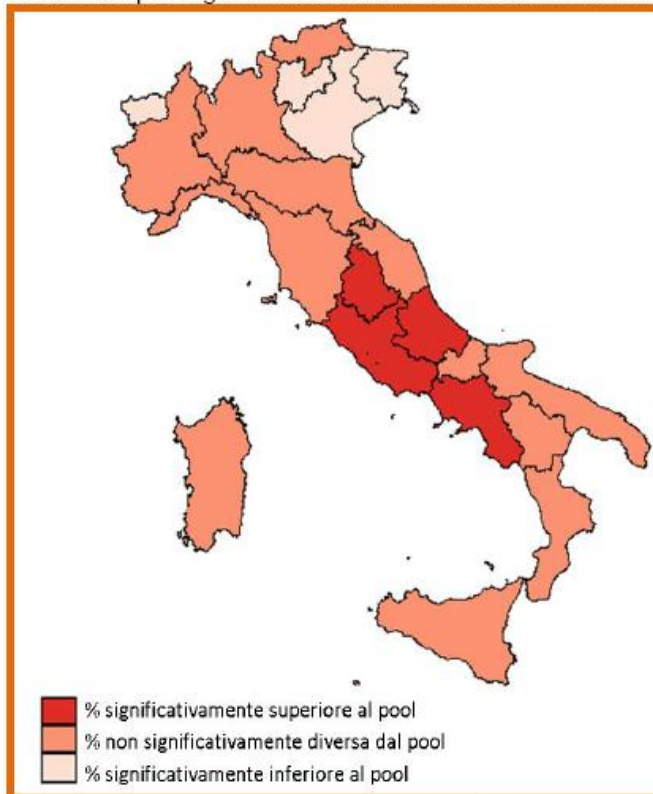 % significativamente superiore al pool
% non significativamente diversa dal pool
% significativamente inferiore al pool